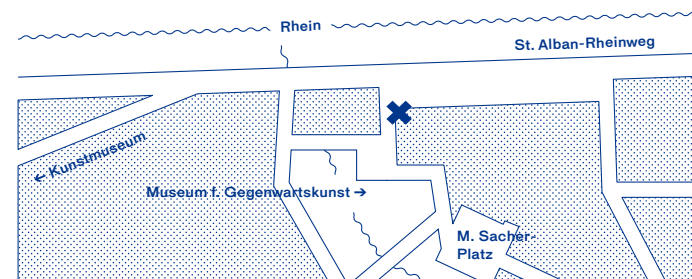 Rhein
St. Alban-Rheinweg
← Kunstmuseum
Museum f. Gegenwartskunst →
M. Sacher-
Platz